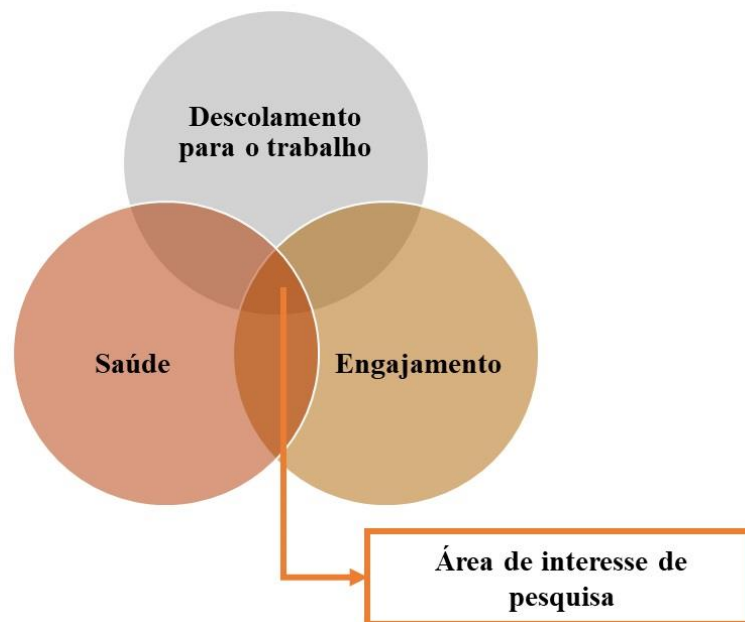 Descolamento
para o trabalho
Saúde
Engajamento
Área de interesse de
pesquisa